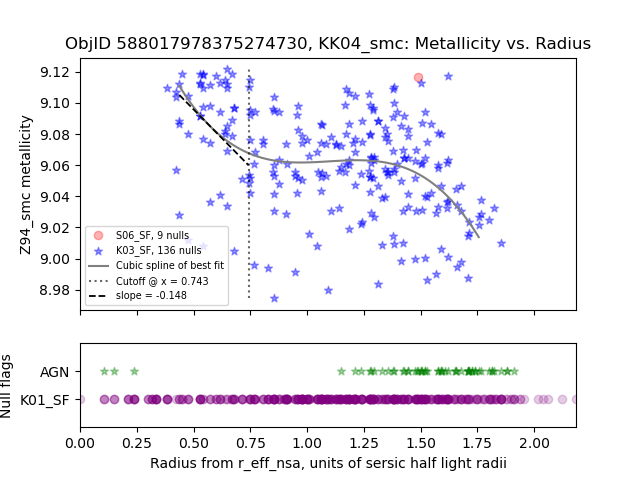 ObjID 588017978375274730, KK04_smc: Metallicity vs. Radius
Z94_smc metallicity
9.12
9.10
9.08
9.06
9.04
9.02
9.00
8.98
S06_SF, 9 nulls
K03_SF, 136 nulls
Cubic spline of best fit
Cutoff @ x = 0.743
slope = -0.148
Null flags
AGN
K01_SF
0.00 0.25 0.50 0.75 1.00 1.25 1.50 1.75 2.00
Radius from r_eff_nsa, units of sersic half light radii